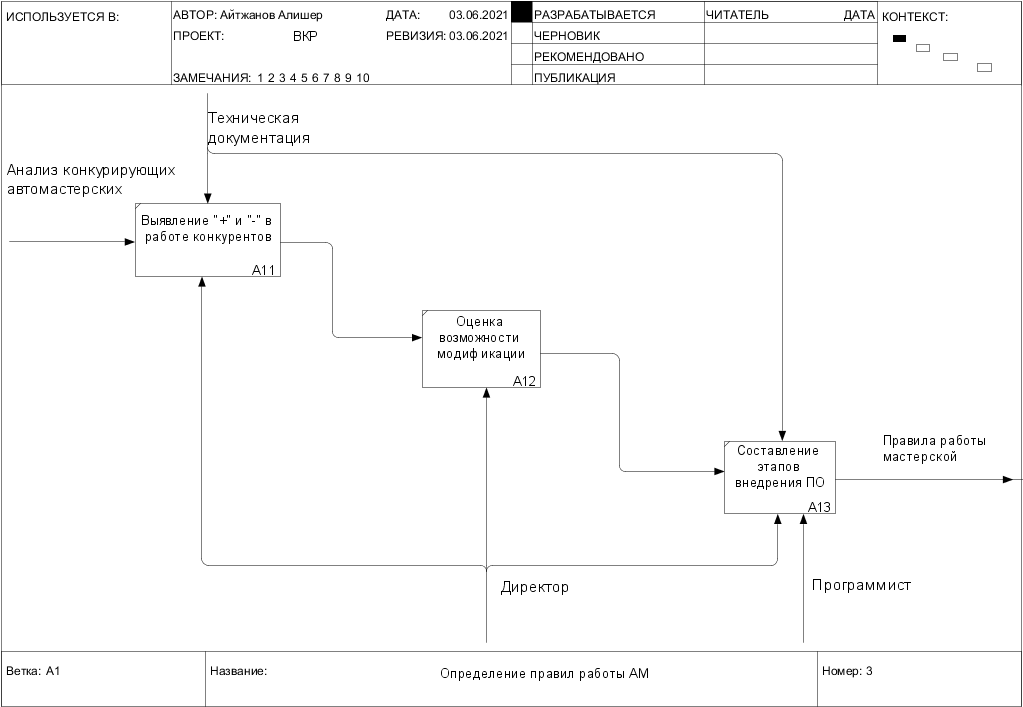 ИСПОЛЬЗУЕТСЯ В:
АВТОР: Айтжанов Алишер
ДАТА: 03.06.2021
ПРОЕКТ: ВКР
РЕВИЗИЯ: 03.06.2021
ЗАМЕЧАНИЯ: 1 2 3 4 5 6 7 8 9 10
РАЗРАБАТЫВАЕТСЯ
ЧЕРНОВИК
РЕКОМЕНДОВАНО
ПУБЛИКАЦИЯ
ЧИТАТЕЛЬ ДАТА
КОНТЕКСТ:
Техническая
документация
Анализ конкурирующих
автомастерских
Выявление "+" и "-" в
работе конкурентов
A11
Оценка
возможности
модификации
A12
Составление
этапов
внедрения ПО
A13
Правила работы
мастерской
Директор
Программист
Ветка: A1
Название:
Определение правил работы АМ
Номер: 3